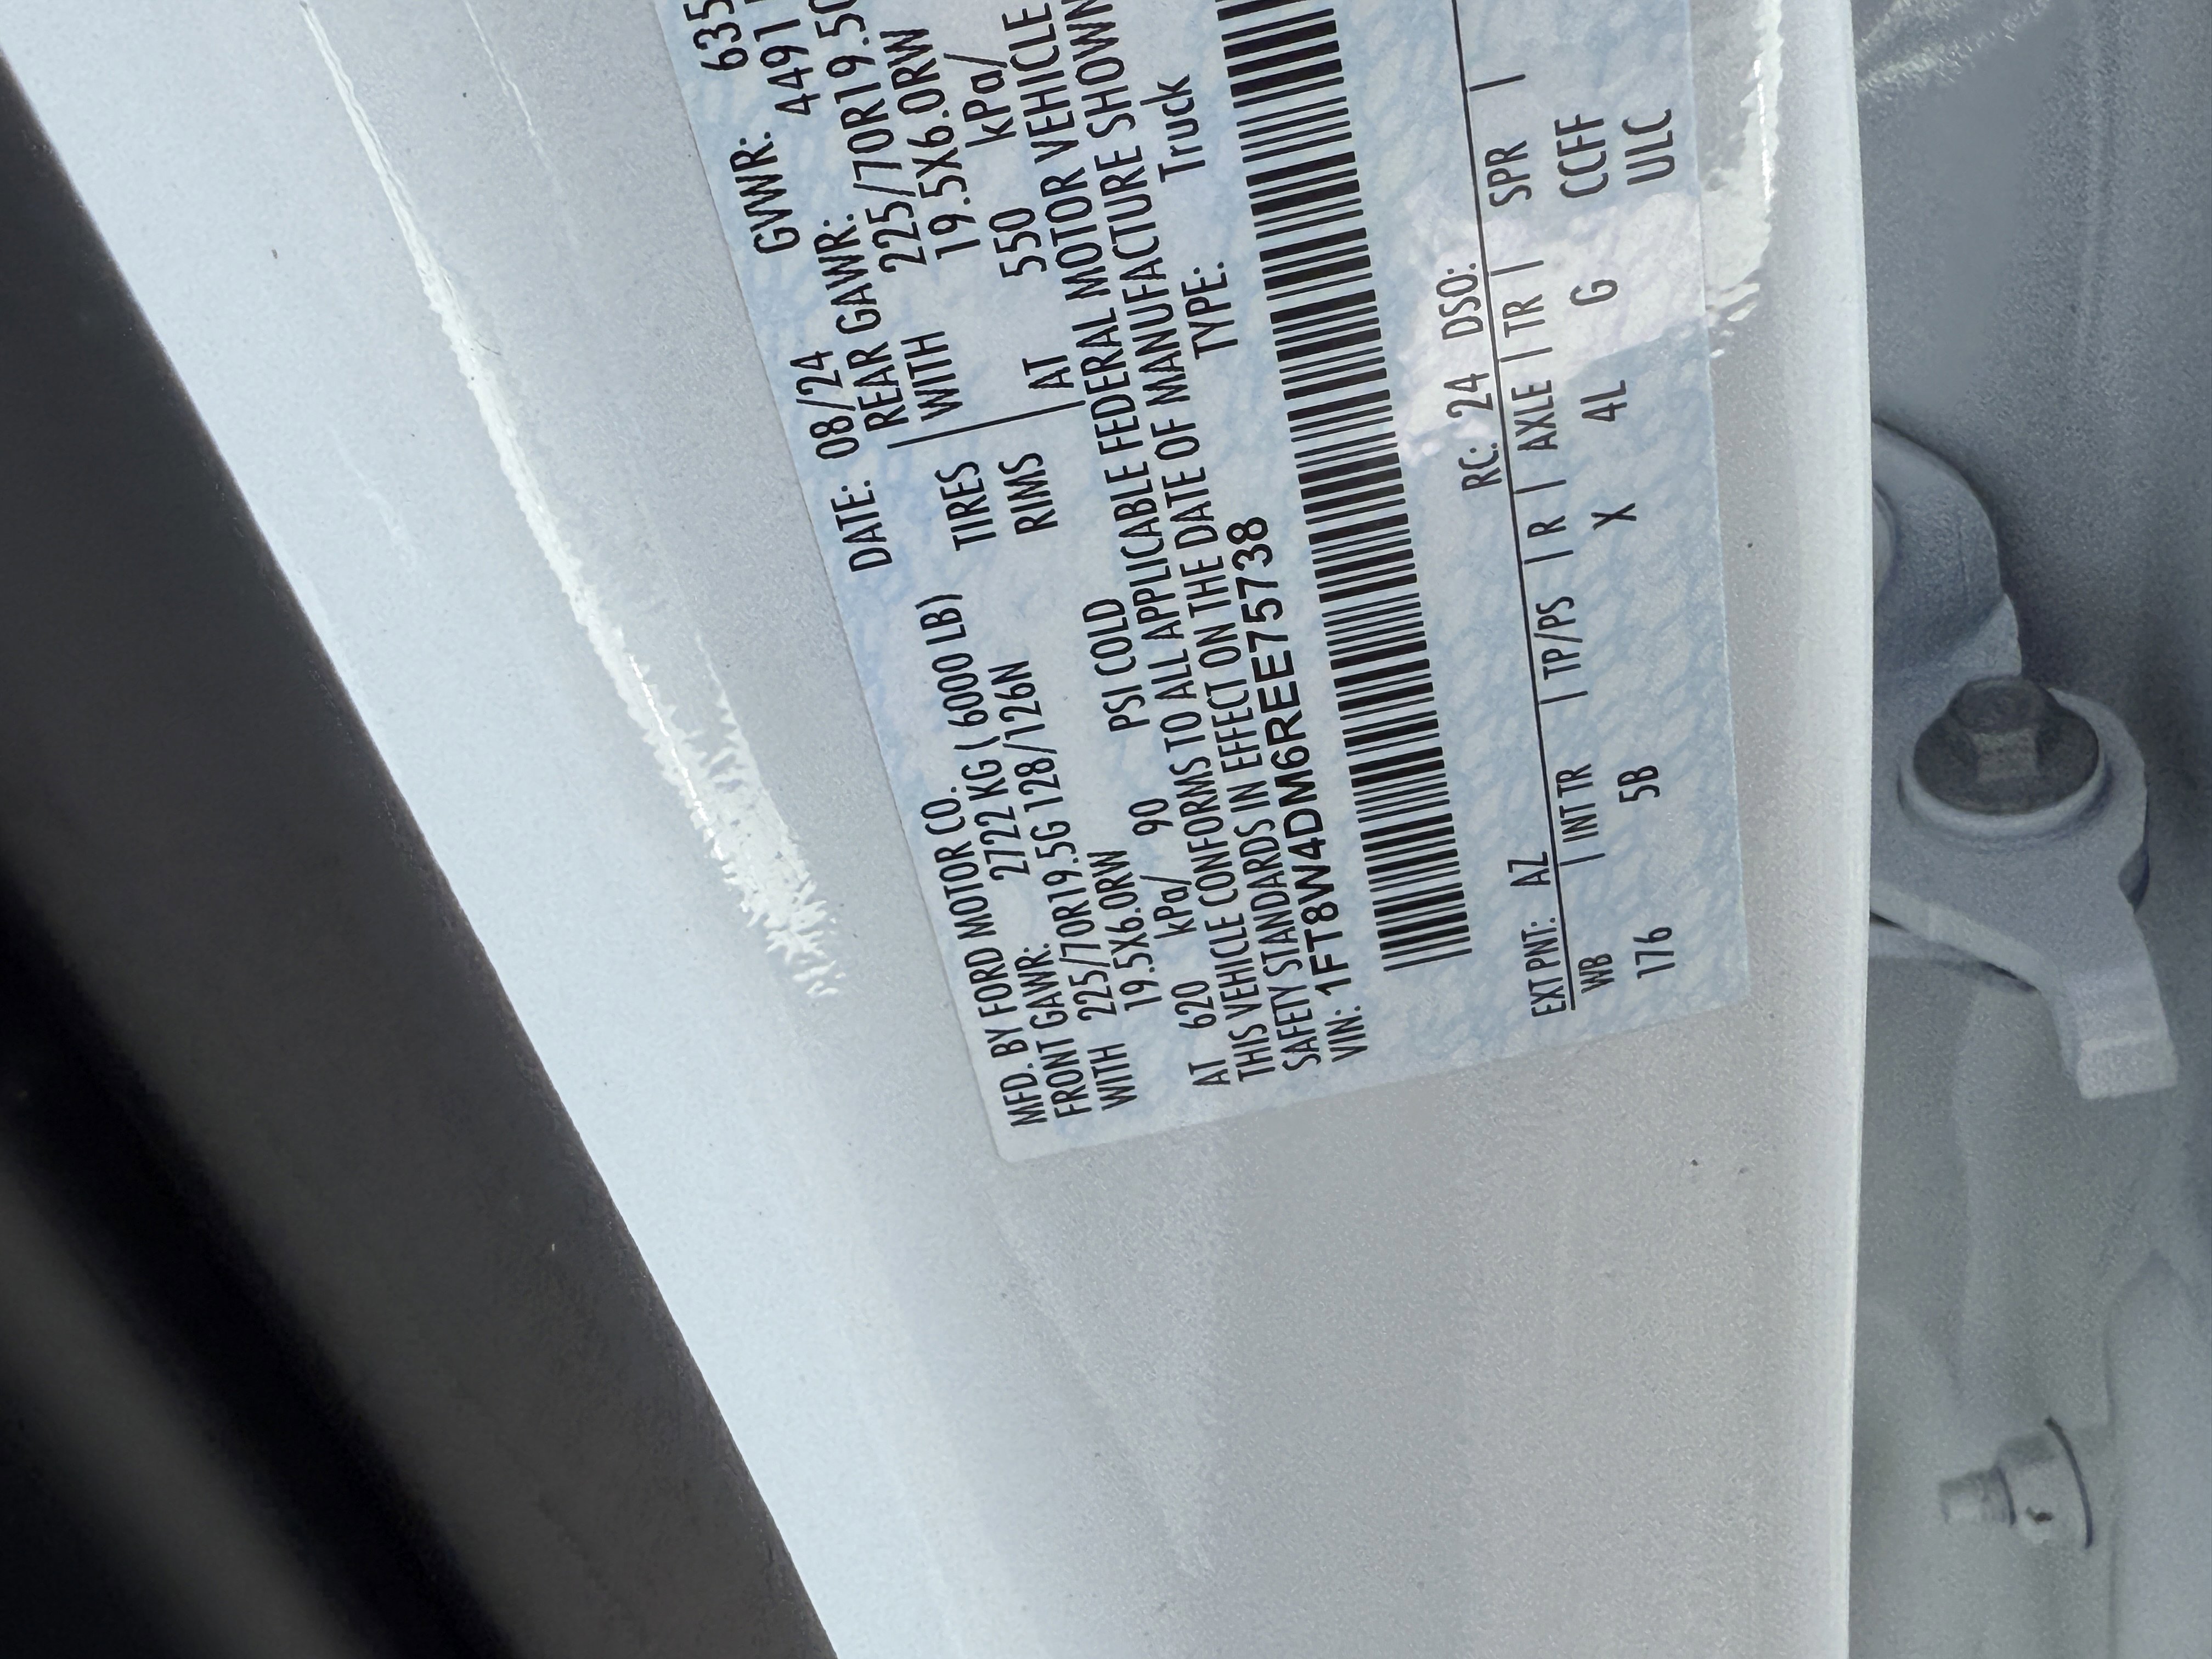 MFD. BY FORD MOTOR CO. DATE: 08/24 GVWR: 635
FRONT GAWR: 2722 KG ( 6000 LB) REAR GAWR: 4491
WITH 225/70R19.5G 128/126N TIRES WITH 225/70R19.5G
19.5X6.0RW RIMS 19.5X6.0RW
AT 620 kPa/ 90 PSI COLD AT 550 kPa/
THIS VEHICLE CONFORMS TO ALL APPLICABLE FEDERAL MOTOR VEHICLE
SAFETY STANDARDS IN EFFECT ON THE DATE OF MANUFACTURE SHOWN
VIN: 1FT8W4DM6REE75738 TYPE: Truck
EXT PNT: AZ RC: 24 DSO:
WB | INT TR | TP/PS | R | AXLE | TR | SPR |
176 5B X 4L G CCFF
ULC